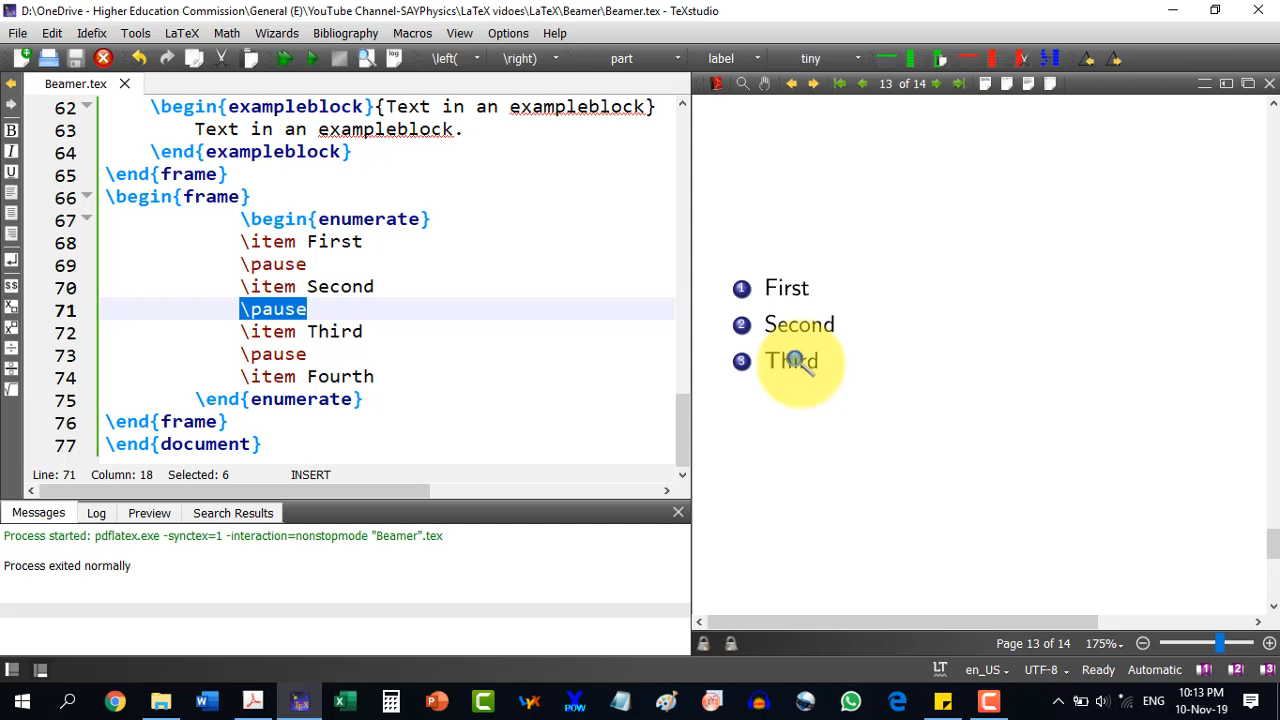 D:\OneDrive - Higher Education Commission\General (E)\YouTube Channel-SAYPhysics\LaTeX vidoes\LaTeX\Beamer\Beamer.tex - TeXstudio
File Edit Idefix Tools LaTeX Math Wizards Bibliography Macros View Options Help
\left( \right) part label tiny
Beamer.tex
13 of 14
62 \begin{exampleblock}{Text in an exampleblock}
63 Text in an exampleblock.
64 \end{exampleblock}
65 \end{frame}
66 \begin{frame}
67 \begin{enumerate}
68 \item First
69 \pause
70 \item Second
71 \pause
72 \item Third
73 \pause
74 \item Fourth
75 \end{enumerate}
76 \end{frame}
77 \end{document}
1 First
2 Second
3 Third
Line: 71 Column: 18 Selected: 6 INSERT
Messages Log Preview Search Results
Process started: pdflatex.exe -synctex=1 -interaction=nonstopmode "Beamer".tex
Process exited normally
Page 13 of 14 175%
LT en_US UTF-8 Ready Automatic 1 2 3
ENG
10:13 PM
10-Nov-19